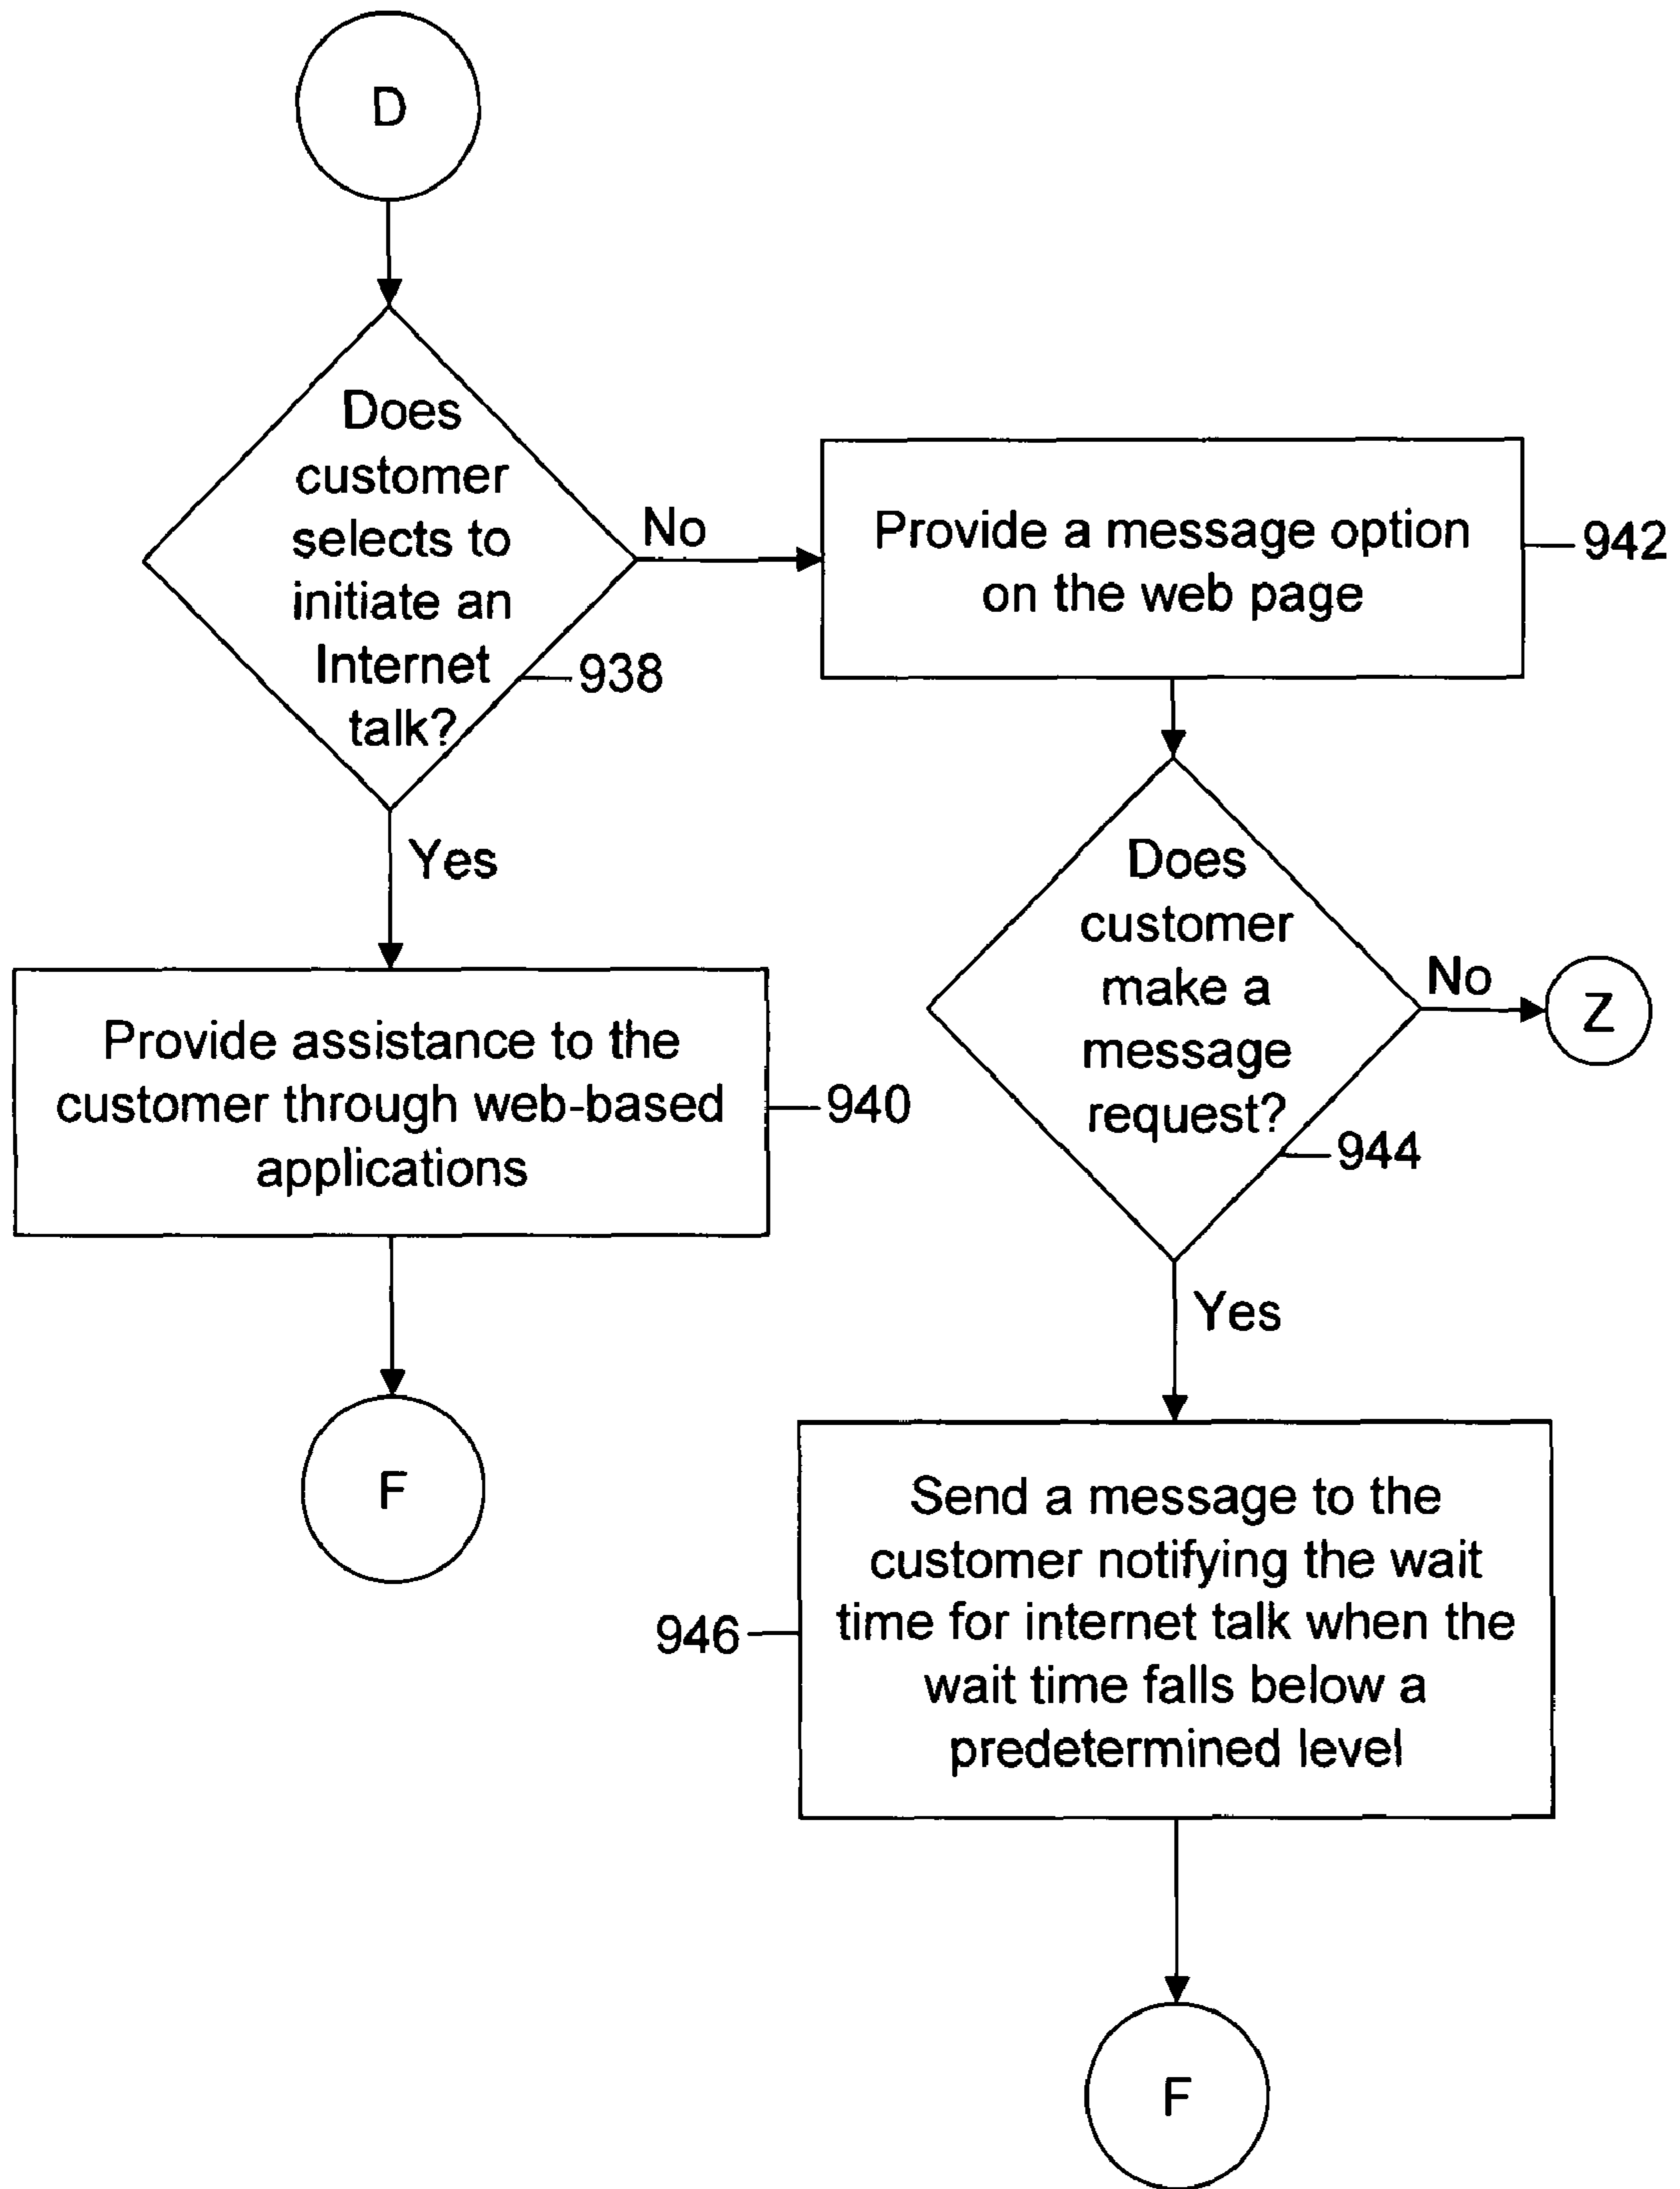 D
Does
customer
selects to
initiate an
Internet
talk?
938
No
Provide a message option
on the web page
942
Yes
Does
customer
make a
message
request?
944
No
Z
Provide assistance to the
customer through web-based
applications
940
Yes
F
Send a message to the
customer notifying the wait
time for internet talk when the
wait time falls below a
predetermined level
946
F